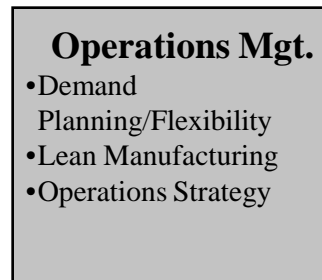 Operations Mgt.
•Demand
Planning/Flexibility
•Lean Manufacturing
•Operations Strategy